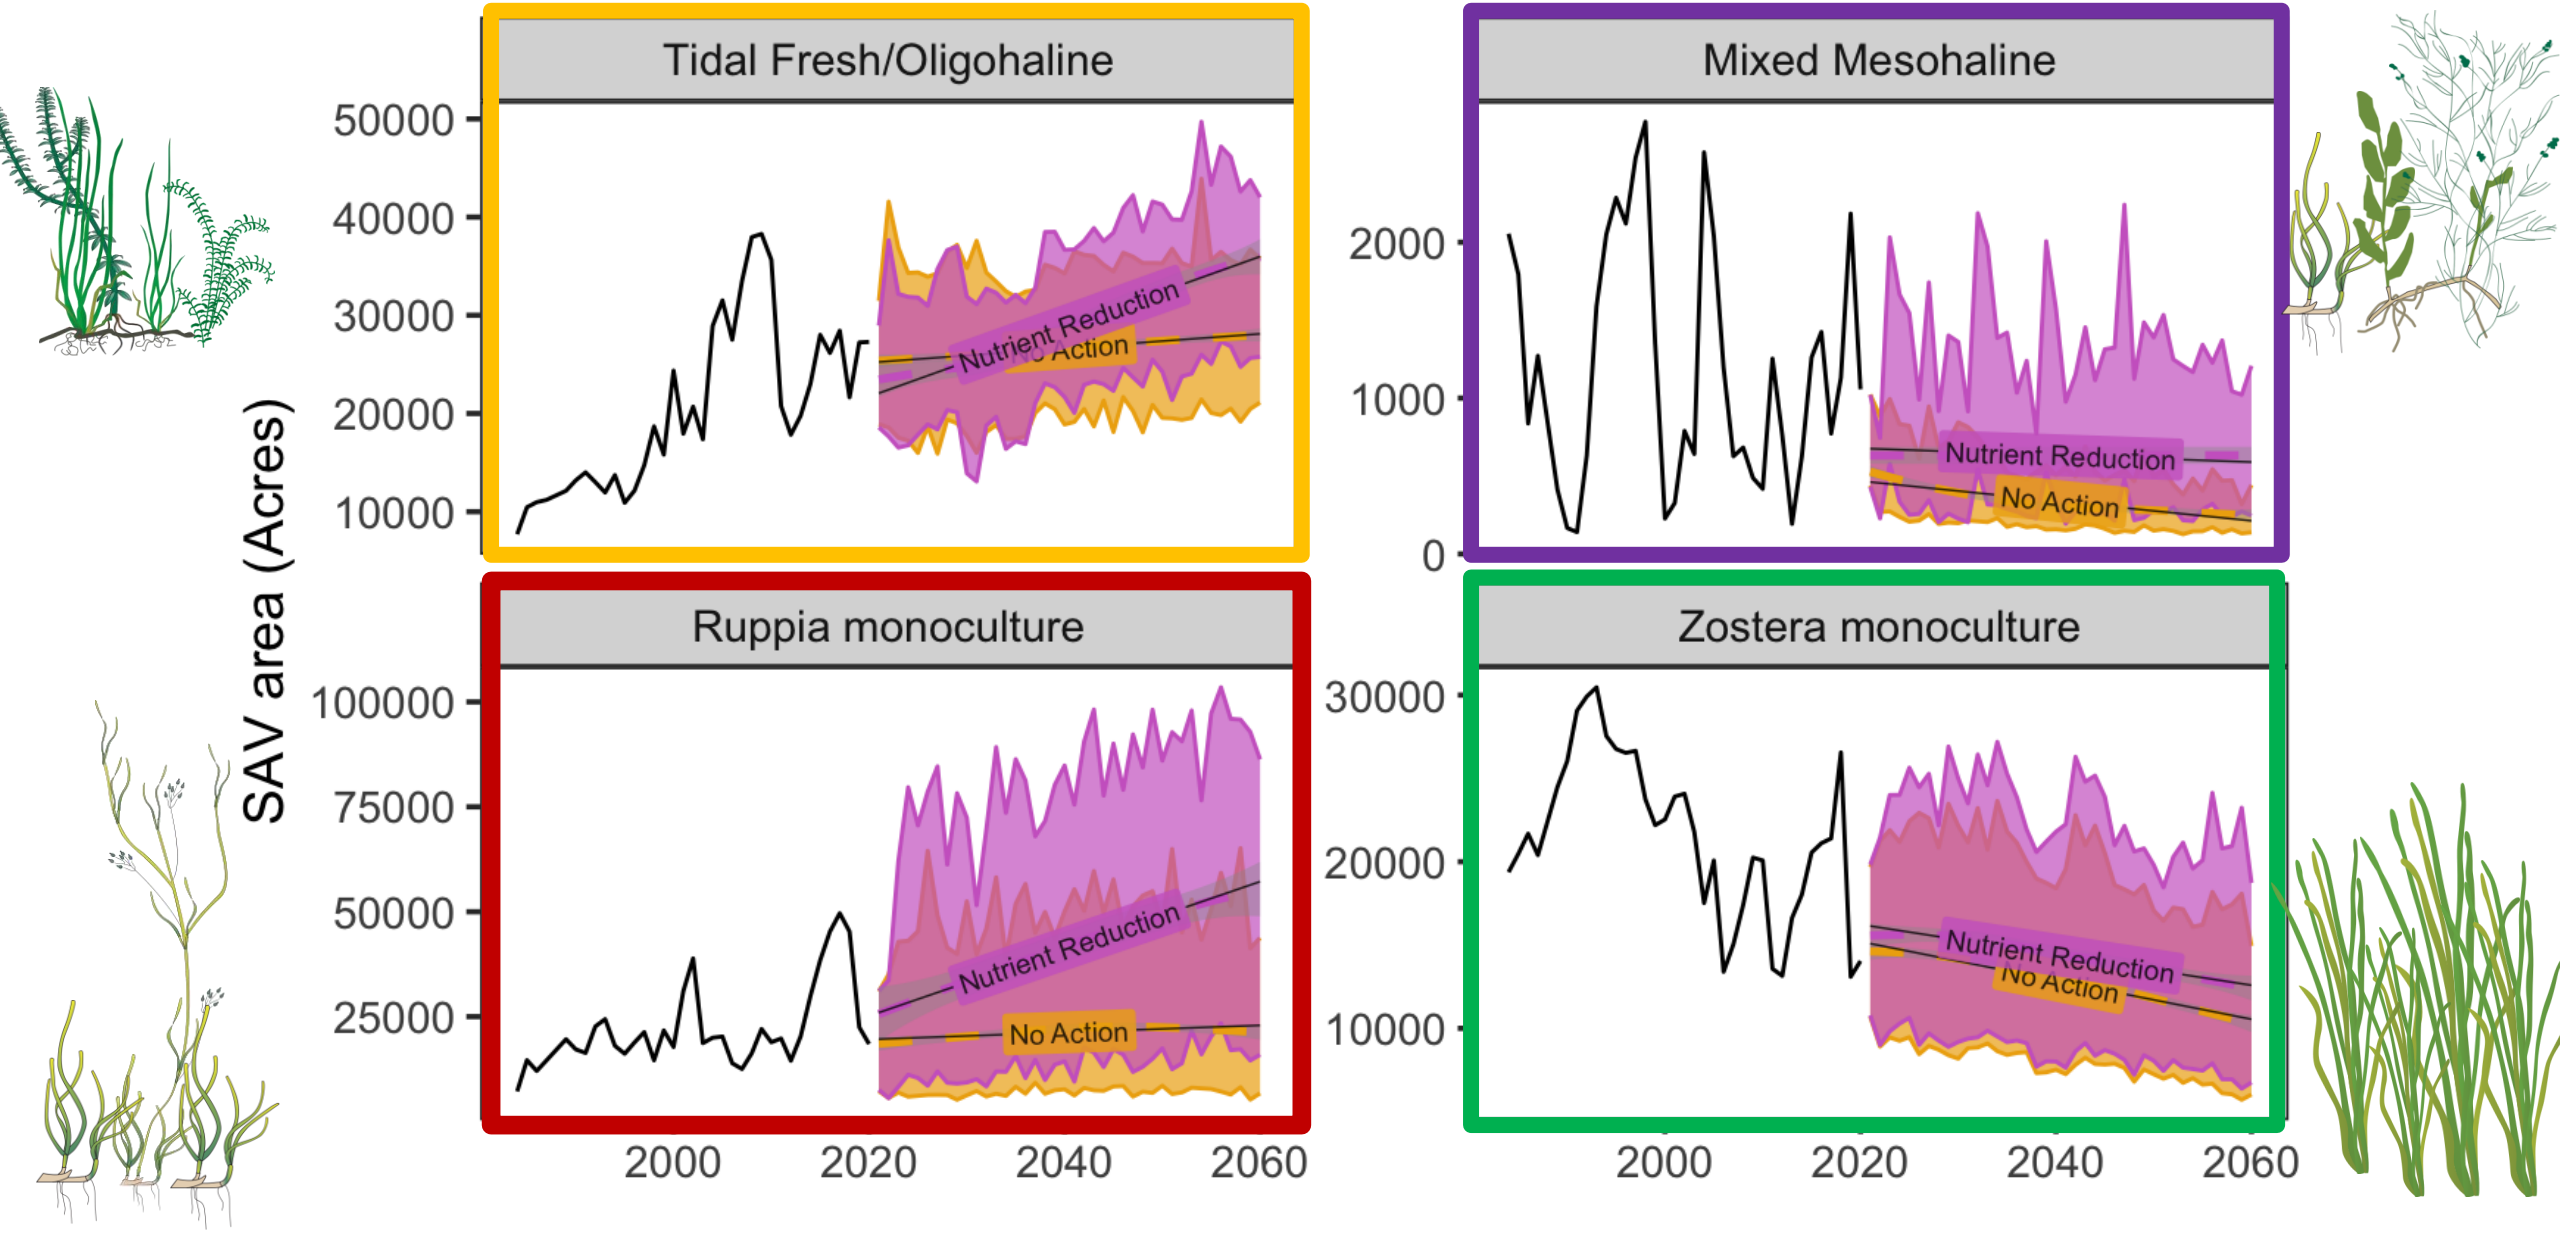 SAV area (Acres)
Tidal Fresh/Oligohaline
50000
40000
30000
20000
10000
Nutrient Reduction
No Action
Mixed Mesohaline
2000
1000
0
Nutrient Reduction
No Action
Ruppia monoculture
100000
75000
50000
25000
Nutrient Reduction
No Action
2000 2020 2040 2060
Zostera monoculture
30000
20000
10000
Nutrient Reduction
No Action
2000 2020 2040 2060